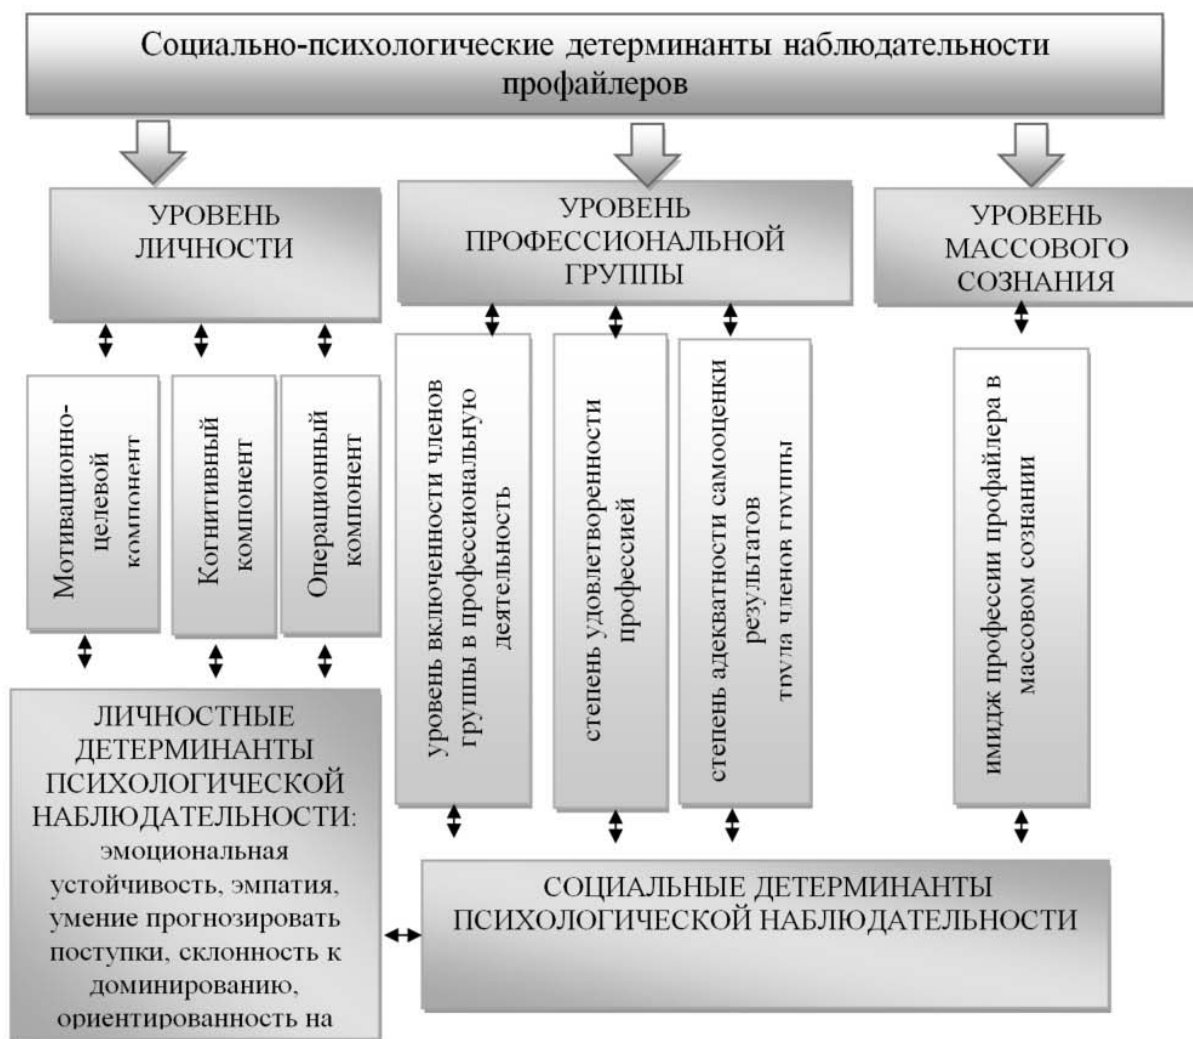 Социально-психологические детерминанты наблюдательности
профайлеров
УРОВЕНЬ
ЛИЧНОСТИ
УРОВЕНЬ
ПРОФЕССИОНАЛЬНОЙ
ГРУППЫ
УРОВЕНЬ
МАССОВОГО
СОЗНАНИЯ
Мотивационно-
целевой
компонент
Когнитивный
компонент
Операционный
компонент
уровень включенности членов
группы в профессиональную
деятельность
степень удовлетворенности
профессией
степень адекватности самооценки
результатов
труда членов группы
имидж профессии профайлера в
массовом сознании
ЛИЧНОСТНЫЕ
ДЕТЕРМИНАНТЫ
ПСИХОЛОГИЧЕСКОЙ
НАБЛЮДАТЕЛЬНОСТИ:
эмоциональная
устойчивость, эмпатия,
умение прогнозировать
поступки, склонность к
доминированию,
ориентированность на
СОЦИАЛЬНЫЕ ДЕТЕРМИНАНТЫ
ПСИХОЛОГИЧЕСКОЙ НАБЛЮДАТЕЛЬНОСТИ